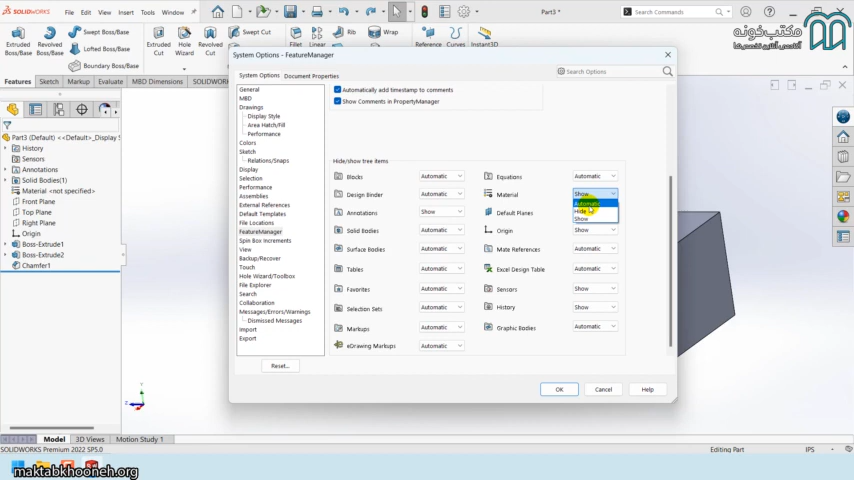 SOLIDWORKS
File Edit View Insert Tools Window
Part3 *
Search Commands
مکتب‌خونه
آکادمی آنلاین تخصص‌ها
Extruded Boss/Base
Revolved Boss/Base
Swept Boss/Base
Lofted Boss/Base
Boundary Boss/Base
Extruded Cut
Hole Wizard
Revolved Cut
Swept Cut
Fillet
Linear
Rib
Wrap
Reference
Curves
Instant3D
Features Sketch Markup Evaluate MBD Dimensions SOLIDWOR
Part3 (Default) <<Default>_Display S
History
Sensors
Annotations
Solid Bodies(1)
Material <not specified>
Front Plane
Top Plane
Right Plane
Origin
Boss-Extrude1
Boss-Extrude2
Chamfer1
System Options - FeatureManager
System Options Document Properties
Search Options
General
MBD
Drawings
Display Style
Area Hatch/Fill
Performance
Colors
Sketch
Relations/Snaps
Display
Selection
Performance
Assemblies
External References
Default Templates
File Locations
FeatureManager
Spin Box Increments
View
Backup/Recover
Touch
Hole Wizard/Toolbox
File Explorer
Search
Collaboration
Messages/Errors/Warnings
Dismissed Messages
Import
Export
Reset...
Automatically add timestamp to comments
Show Comments in PropertyManager
Hide/show tree items
Blocks Automatic Equations Automatic
Design Binder Automatic Material Show
Automatic
Hide
Show
Annotations Show Default Planes
Solid Bodies Automatic Origin Show
Surface Bodies Automatic Mate References Automatic
Tables Automatic Excel Design Table Automatic
Favorites Automatic Sensors Show
Selection Sets Automatic History Show
Markups Automatic Graphic Bodies Automatic
eDrawing Markups Automatic
OK Cancel Help
Y
Z
Model 3D Views Motion Study 1
SOLIDWORKS Premium 2022 SP5.0
Editing Part IPS
maktabkhooneh.org